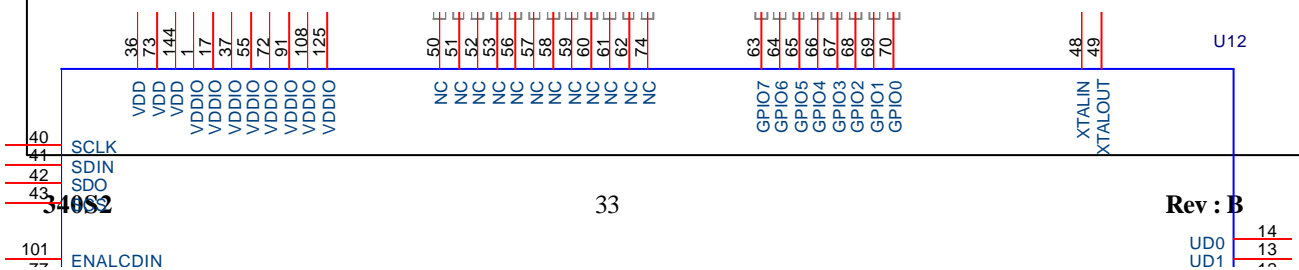 36 73 144 1 17 37 55 72 91 108 125 50 51 52 53 56 57 58 59 60 61 62 74 63 64 65 66 67 68 69 70 48 49 U12
VDD VDD VDD VDDIO VDDIO VDDIO VDDIO VDDIO VDDIO VDDIO VDDIO NC NC NC NC NC NC NC NC NC NC NC NC GPIO7 GPIO6 GPIO5 GPIO4 GPIO3 GPIO2 GPIO1 GPIO0 XTALIN XTALOUT
40 SCLK
41 SDIN
42 SDO
43
340S2 33 Rev : B
UD0 14
101 ENALCDIN UD1 13